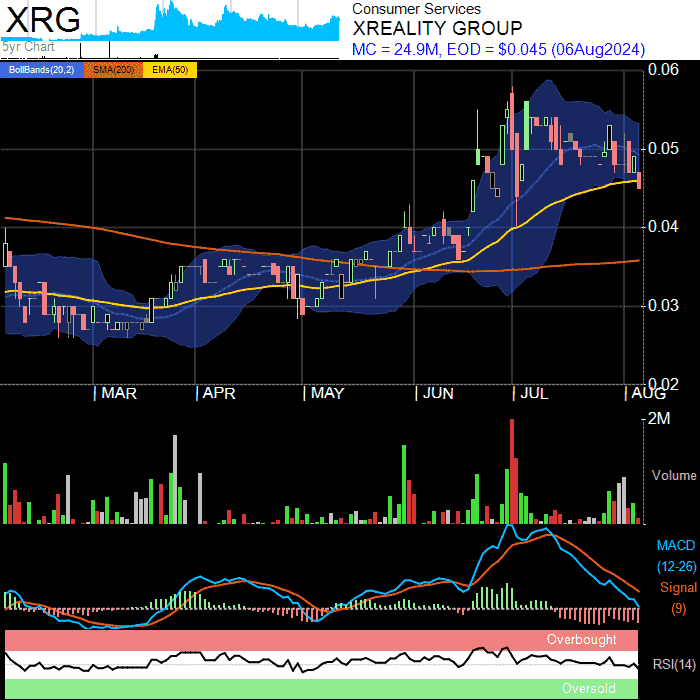 XRG
5yr Chart
Consumer Services
XREALITY GROUP
MC = 24.9M, EOD = $0.045 (06Aug2024)
BollBands(20,2) SMA(200) EMA(50)
0.06
0.05
0.04
0.03
0.02
MAR APR MAY JUN JUL AUG
2M
Volume
MACD
(12-26)
Signal
(9)
Overbought
RSI(14)
Oversold